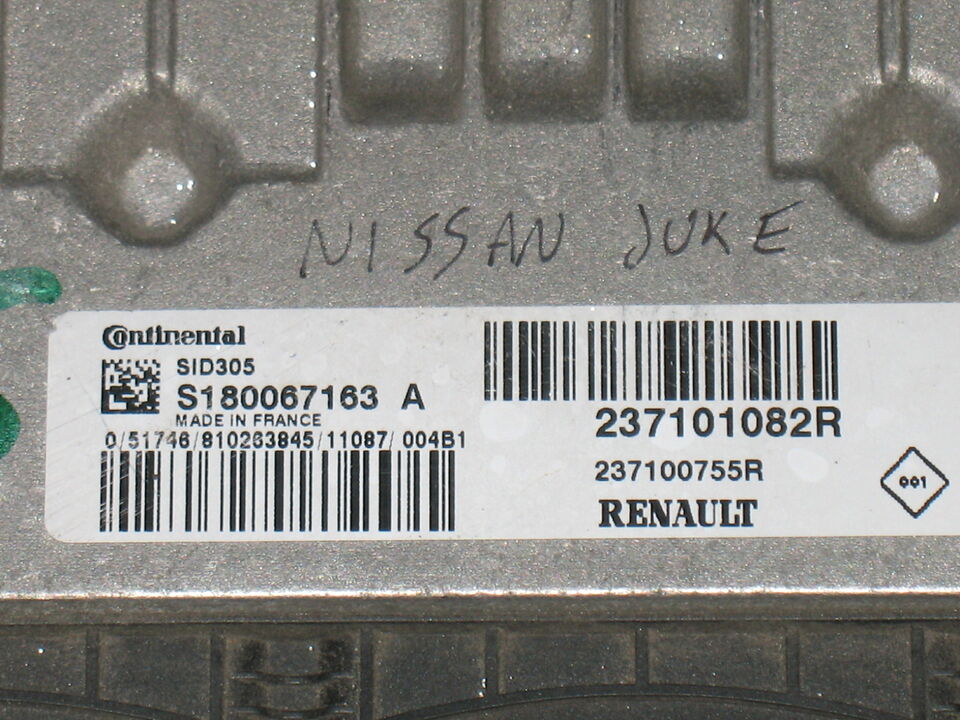 NISSAN JUKE
Continental
SID305
S180067163 A
MADE IN FRANCE
0/51746/810263845/11087/004B1
237101082R
237100755R
RENAULT
001